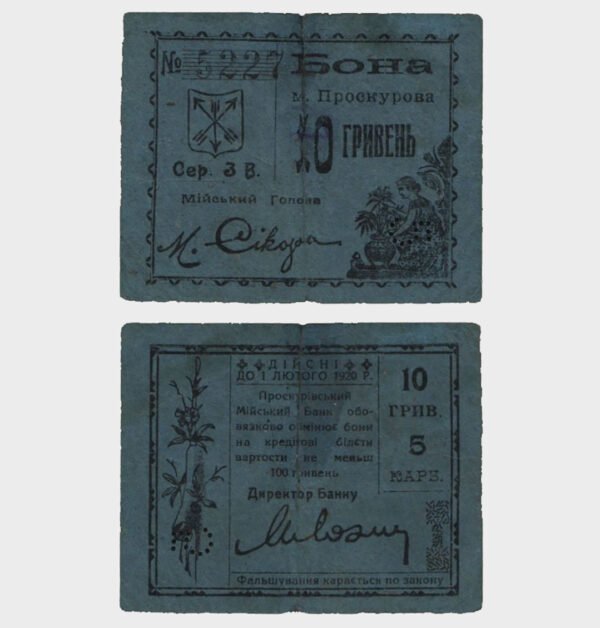 № 5227 Бона
м. Проскурова
10 ГРИВЕНЬ
Сер. 3 В.
Мійський Голова
М. Сікора
ДІЙСНІ
ДО 1 ЛЮТОГО 1920 Р.
Проскурівський
Мійський Банк обо-
вязково обмінює бони
на кредітові білєти
вартости не меньш
100 гривень
Директор Банку
10
ГРИВ.
5
КАРБ.
Фальшування карається по закону